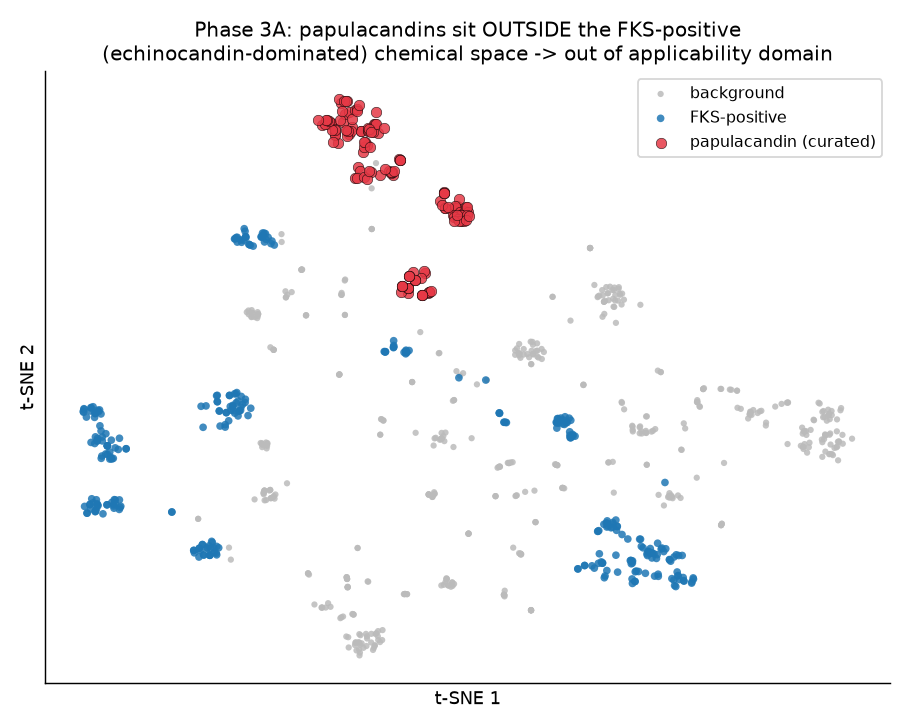 Phase 3A: papulacandins sit OUTSIDE the FKS-positive
(echinocandin-dominated) chemical space -> out of applicability domain
background
FKS-positive
papulacandin (curated)
t-SNE 2
t-SNE 1